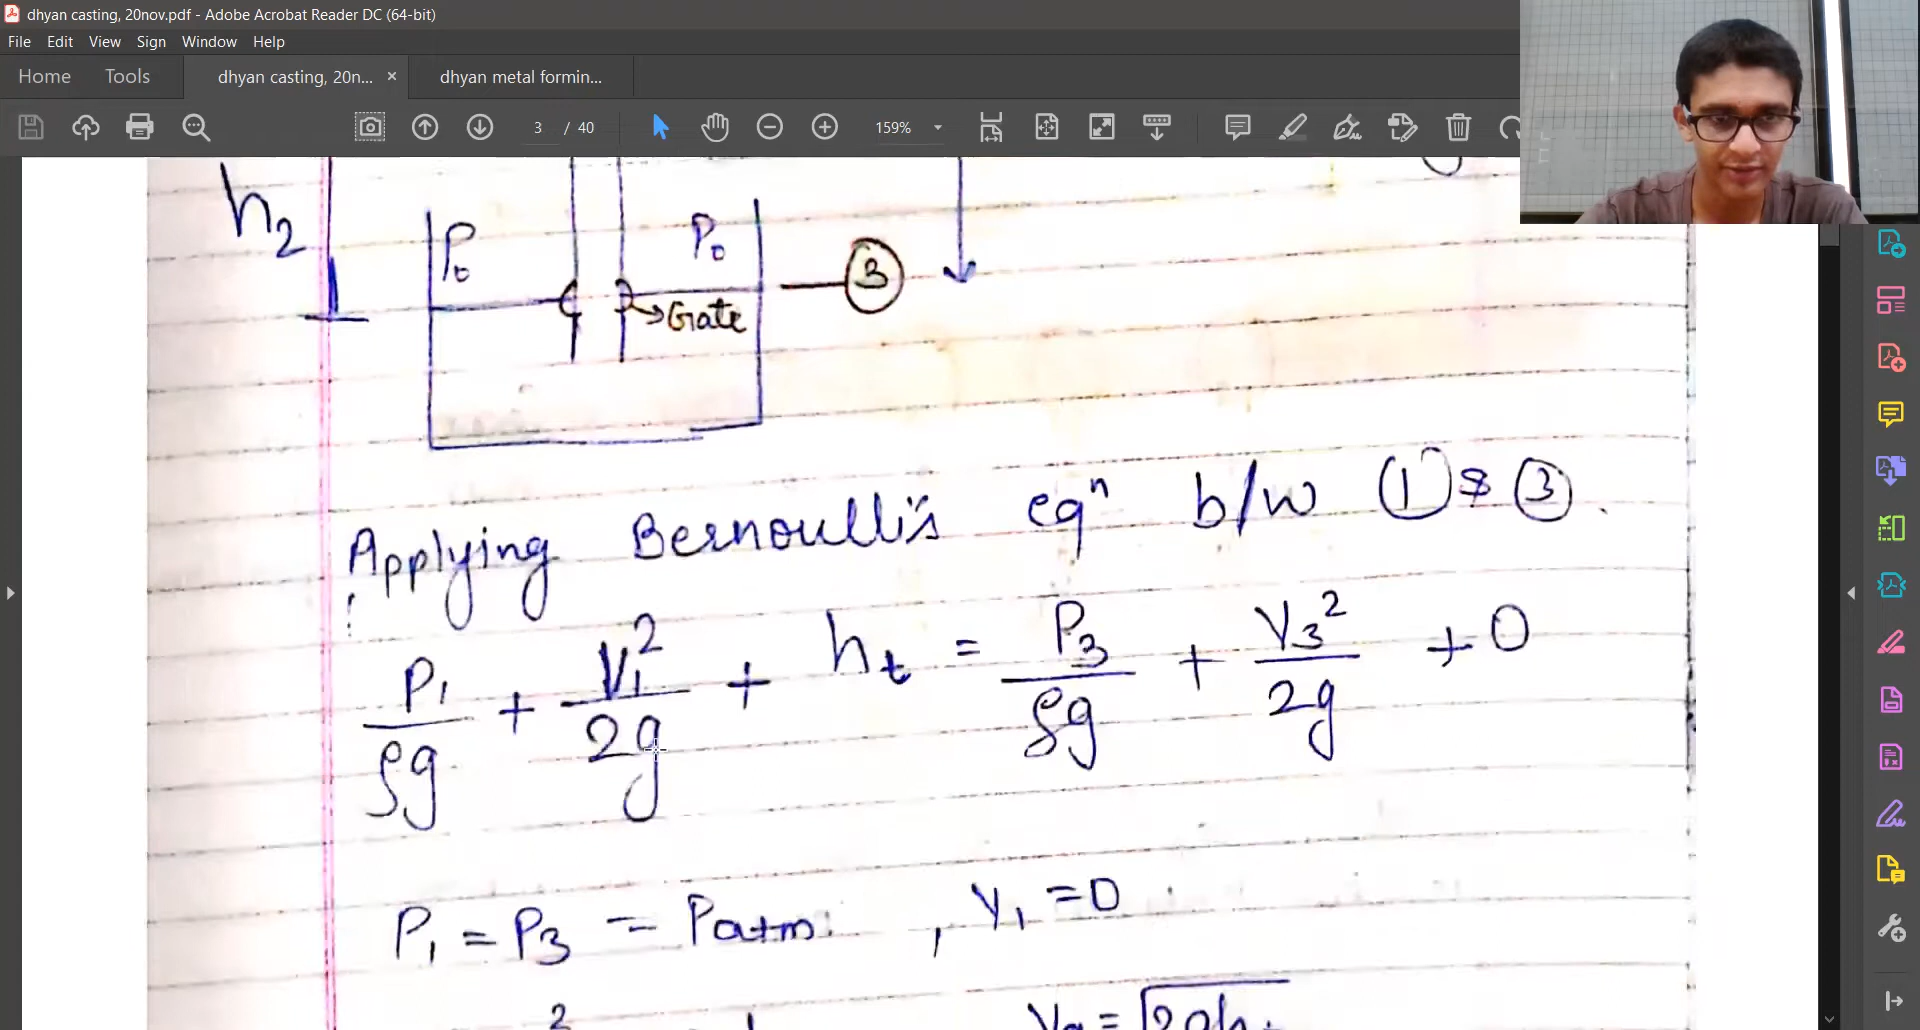 dhyan casting, 20nov.pdf - Adobe Acrobat Reader DC (64-bit)
File Edit View Sign Window Help
Home Tools dhyan casting, 20n... × dhyan metal formin...
3 / 40 159%
h2
P0 P0
3
Gate
Applying Bernoulli's eqn b/w ① & ③.
P1/ρg + V1²/2g + ht = P3/ρg + V3²/2g + 0
P1 = P3 = Patm, V1 = 0